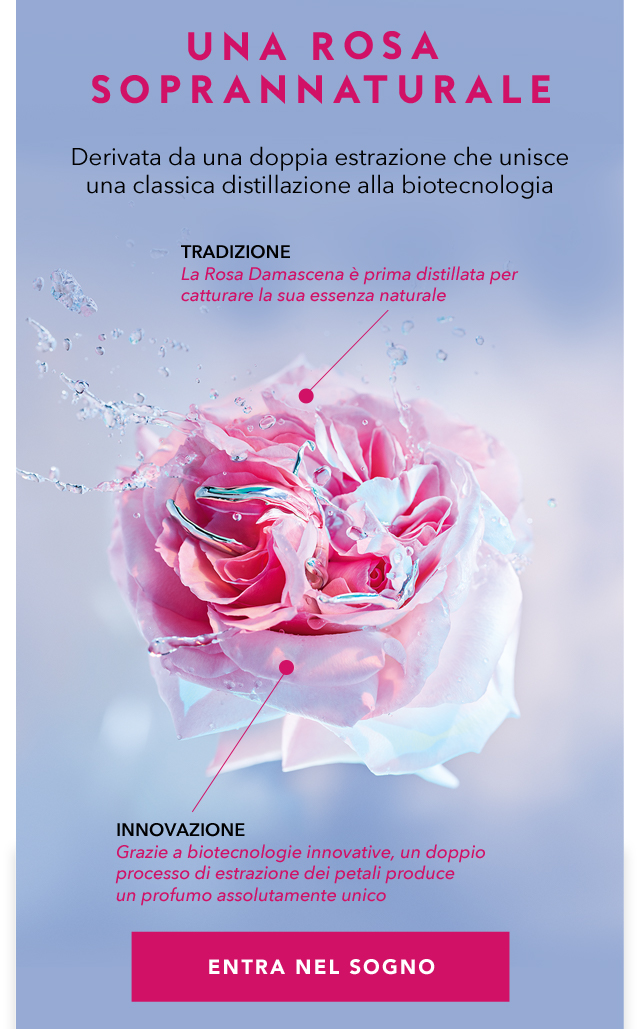 UNA ROSA
SOPRANNATURALE
Derivata da una doppia estrazione che unisce
una classica distillazione alla biotecnologia
TRADIZIONE
La Rosa Damascena è prima distillata per
catturare la sua essenza naturale
INNOVAZIONE
Grazie a biotecnologie innovative, un doppio
processo di estrazione dei petali produce
un profumo assolutamente unico
ENTRA NEL SOGNO